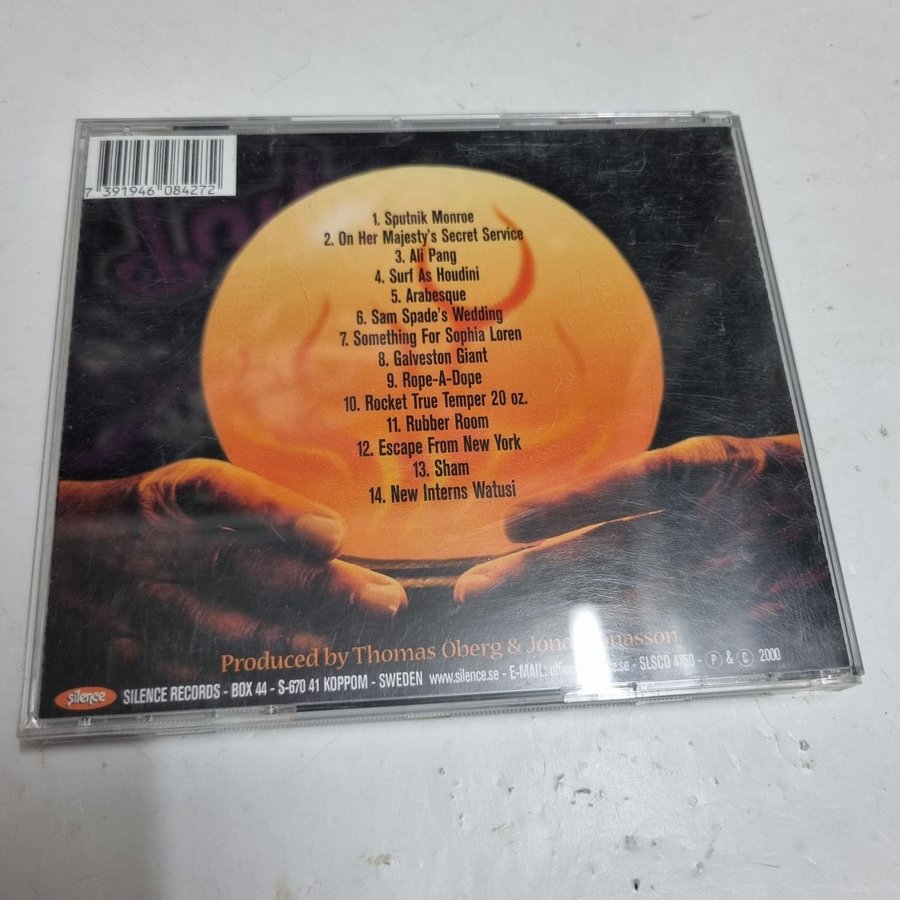 7 391946 084272
1. Sputnik Monroe
2. On Her Majesty's Secret Service
3. Ali Pang
4. Surf As Houdini
5. Arabesque
6. Sam Spade's Wedding
7. Something For Sophia Loren
8. Galveston Giant
9. Rope-A-Dope
10. Rocket True Temper 20 oz.
11. Rubber Room
12. Escape From New York
13. Sham
14. New Interns Watusi
Produced by Thomas Öberg &
silence SILENCE RECORDS - BOX 44 - S-670 41 KOPPOM - SWEDEN www.silence.se - E-MAIL: - SLSCD 4750 - Ⓟ & Ⓒ 2000